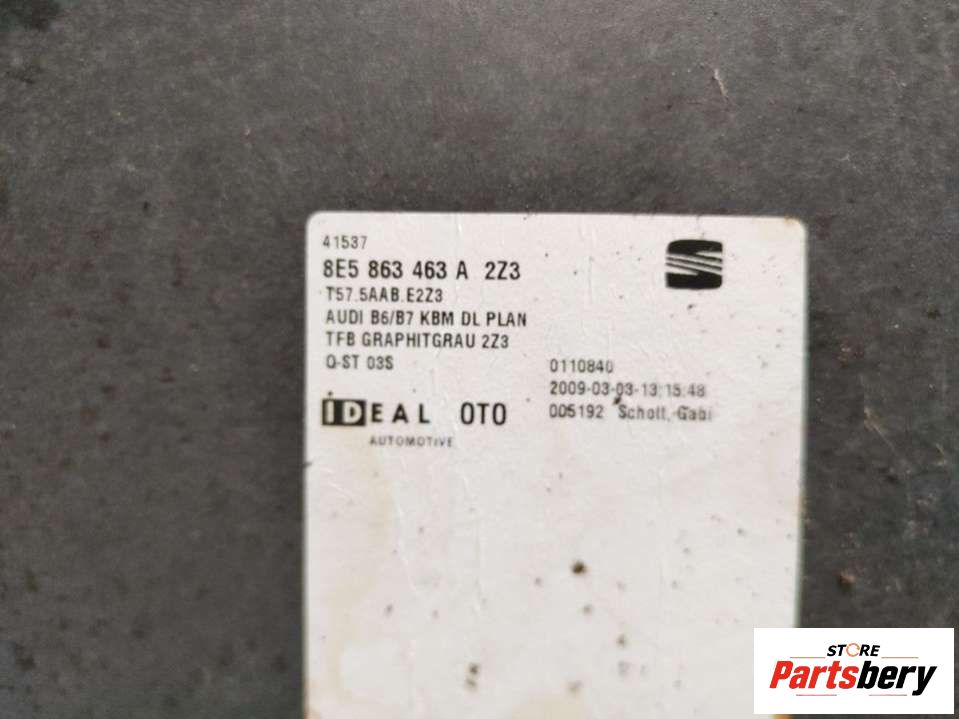 41537
8E5 863 463 A 2Z3
T57.5AAB.E2Z3
AUDI B6/B7 KBM DL PLAN
TFB GRAPHITGRAU 2Z3
Q-ST 03S
0110840
2009-03-03-13:15:48
005192 Scholt, Gabi
IDEAL OTO
AUTOMOTIVE
STORE
Partsbery